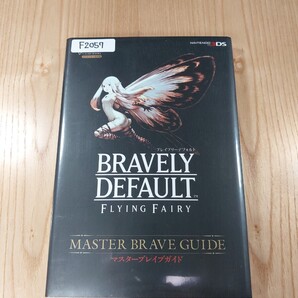 F2057
NINTENDO 3DS
ブレイブリーデフォルト
BRAVELY
DEFAULT
FLYING FAIRY
MASTER BRAVE GUIDE
マスターブレイブガイド